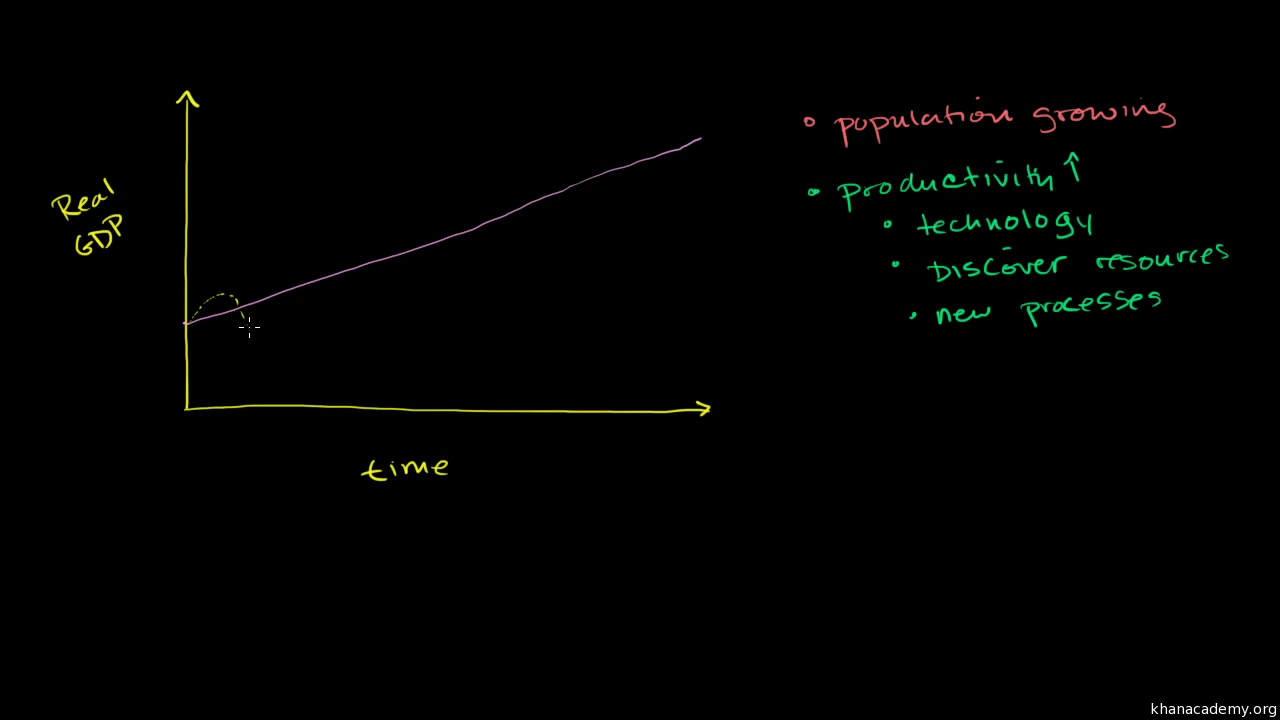 Real
GDP
time
• population growing
• productivity ↑
• technology
• Discover resources
• new processes
khanacademy.org